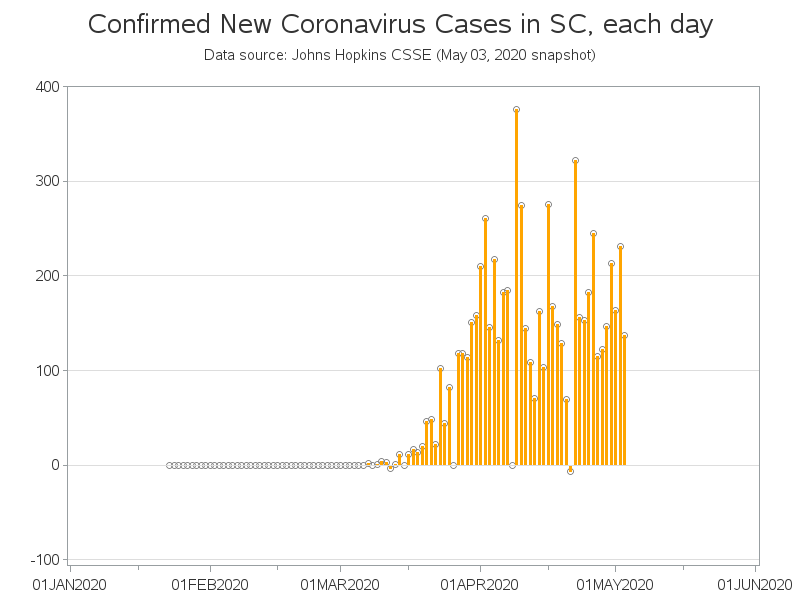 Confirmed New Coronavirus Cases in SC, each day
Data source: Johns Hopkins CSSE (May 03, 2020 snapshot)
400
300
200
100
0
-100
01JAN2020 01FEB2020 01MAR2020 01APR2020 01MAY2020 01JUN2020